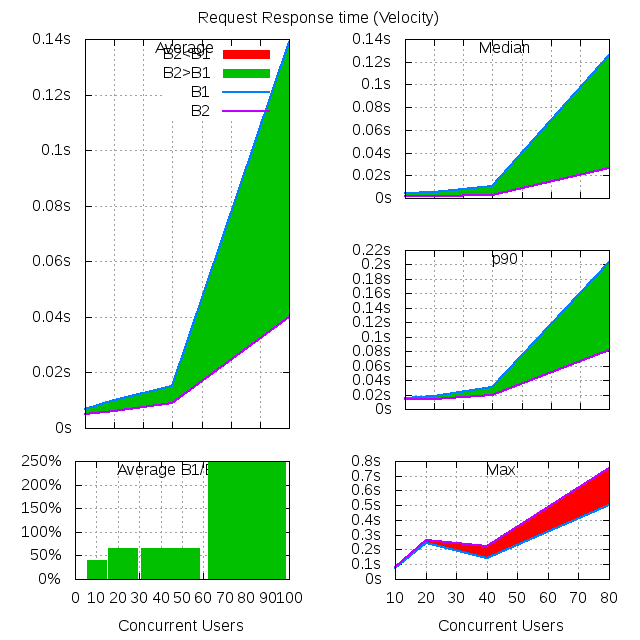 Request Response time (Velocity)
Average
B2<B1
B2>B1
B1
B2
0.14s
0.12s
0.1s
0.08s
0.06s
0.04s
0.02s
0s
Median
0.14s
0.12s
0.1s
0.08s
0.06s
0.04s
0.02s
0s
p90
0.22s
0.2s
0.18s
0.16s
0.14s
0.12s
0.1s
0.08s
0.06s
0.04s
0.02s
0s
Average B1/
250%
200%
150%
100%
50%
0%
0 10 20 30 40 50 60 70 80 90 100
Concurrent Users
Max
0.8s
0.7s
0.6s
0.5s
0.4s
0.3s
0.2s
0.1s
0s
10 20 30 40 50 60 70 80
Concurrent Users